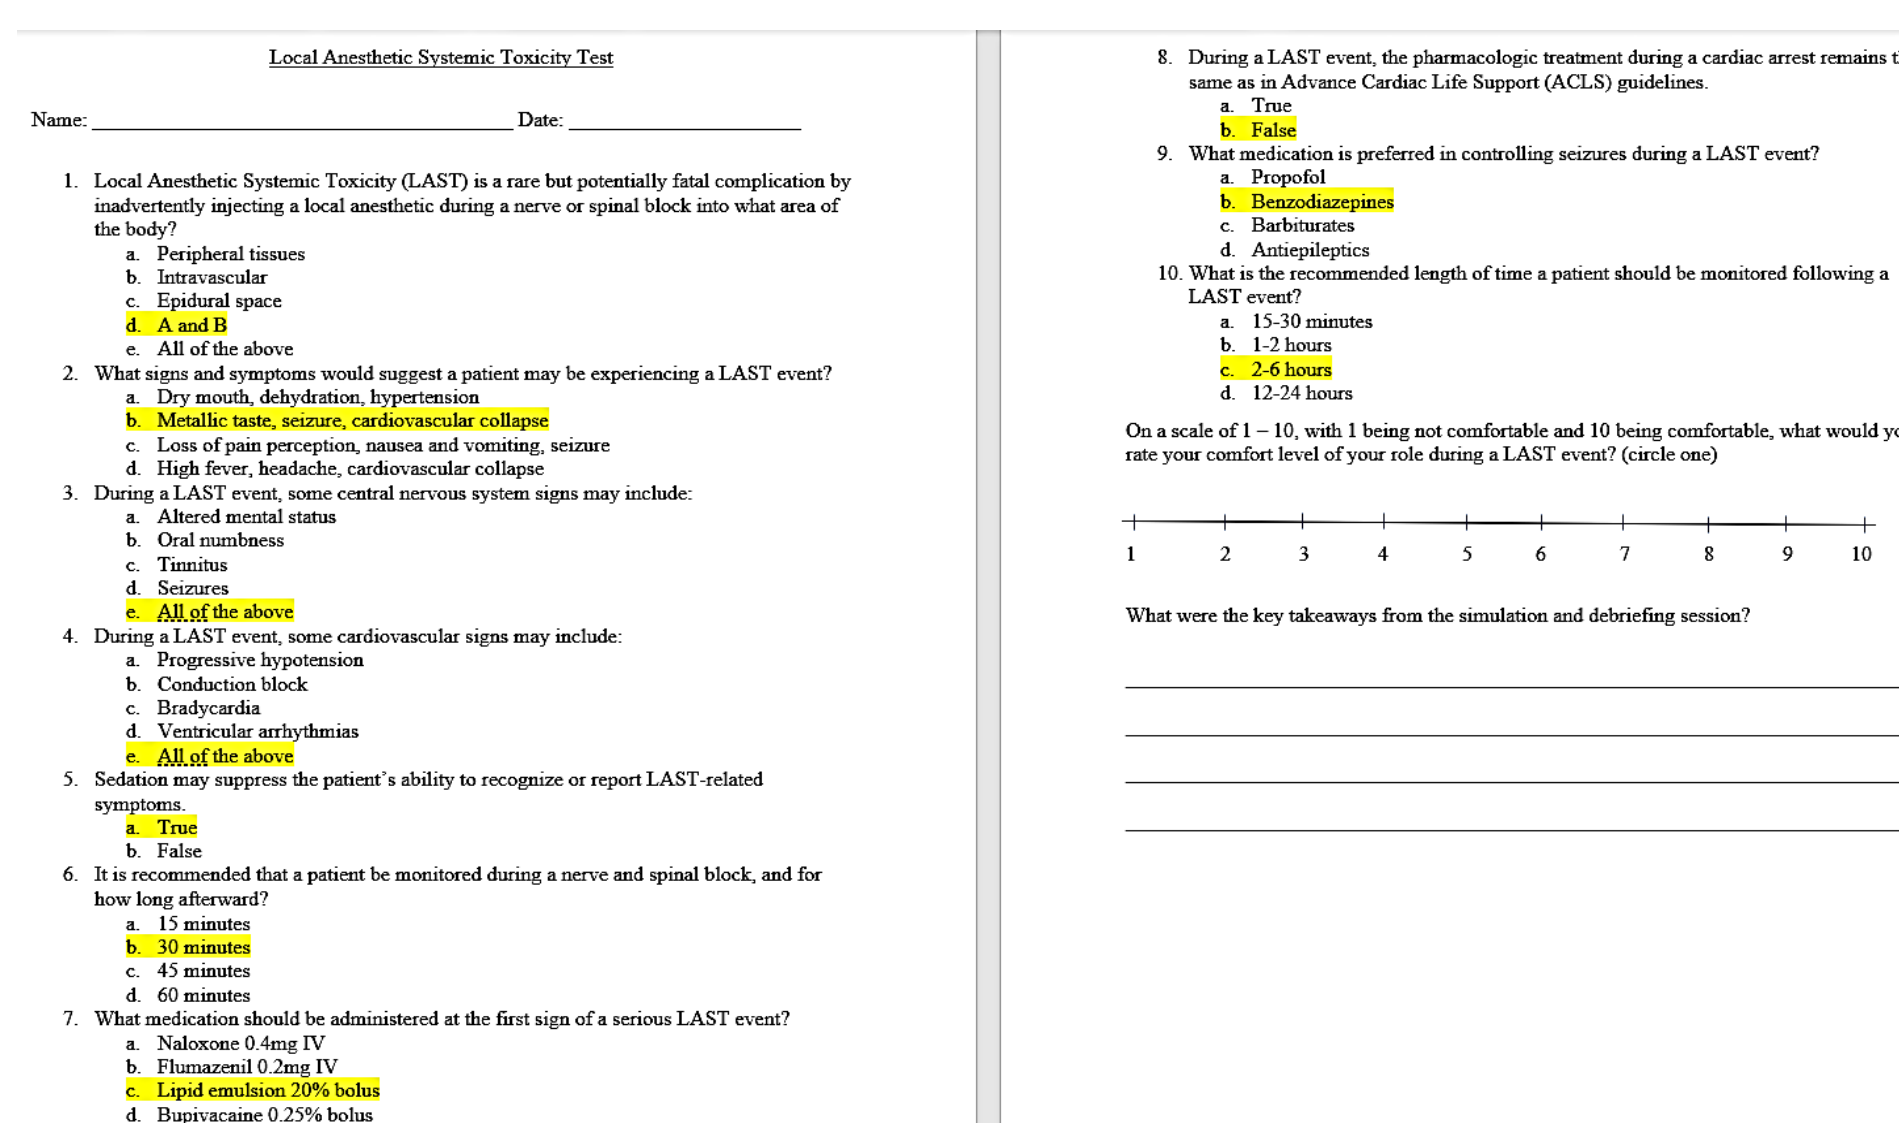 Local Anesthetic Systemic Toxicity Test
Name: Date:
1. Local Anesthetic Systemic Toxicity (LAST) is a rare but potentially fatal complication by
inadvertently injecting a local anesthetic during a nerve or spinal block into what area of
the body?
a. Peripheral tissues
b. Intravascular
c. Epidural space
d. A and B
e. All of the above
2. What signs and symptoms would suggest a patient may be experiencing a LAST event?
a. Dry mouth, dehydration, hypertension
b. Metallic taste, seizure, cardiovascular collapse
c. Loss of pain perception, nausea and vomiting, seizure
d. High fever, headache, cardiovascular collapse
3. During a LAST event, some central nervous system signs may include:
a. Altered mental status
b. Oral numbness
c. Tinnitus
d. Seizures
e. All of the above
4. During a LAST event, some cardiovascular signs may include:
a. Progressive hypotension
b. Conduction block
c. Bradycardia
d. Ventricular arrhythmias
e. All of the above
5. Sedation may suppress the patient’s ability to recognize or report LAST-related
symptoms.
a. True
b. False
6. It is recommended that a patient be monitored during a nerve and spinal block, and for
how long afterward?
a. 15 minutes
b. 30 minutes
c. 45 minutes
d. 60 minutes
7. What medication should be administered at the first sign of a serious LAST event?
a. Naloxone 0.4mg IV
b. Flumazenil 0.2mg IV
c. Lipid emulsion 20% bolus
d. Bupivacaine 0.25% bolus
8. During a LAST event, the pharmacologic treatment during a cardiac arrest remains
same as in Advance Cardiac Life Support (ACLS) guidelines.
a. True
b. False
9. What medication is preferred in controlling seizures during a LAST event?
a. Propofol
b. Benzodiazepines
c. Barbiturates
d. Antiepileptics
10. What is the recommended length of time a patient should be monitored following a
LAST event?
a. 15-30 minutes
b. 1-2 hours
c. 2-6 hours
d. 12-24 hours
On a scale of 1 – 10, with 1 being not comfortable and 10 being comfortable, what would
rate your comfort level of your role during a LAST event? (circle one)
1 2 3 4 5 6 7 8 9 10
What were the key takeaways from the simulation and debriefing session?